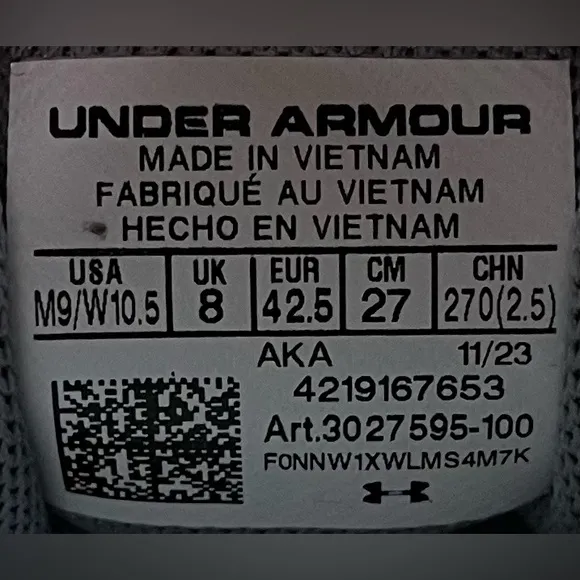 UNDER ARMOUR
MADE IN VIETNAM
FABRIQUÉ AU VIETNAM
HECHO EN VIETNAM
USA UK EUR CM CHN
M9/W10.5 8 42.5 27 270(2.5)
AKA 11/23
4219167653
Art.3027595-100
F0NNW1XWLMS4M7K